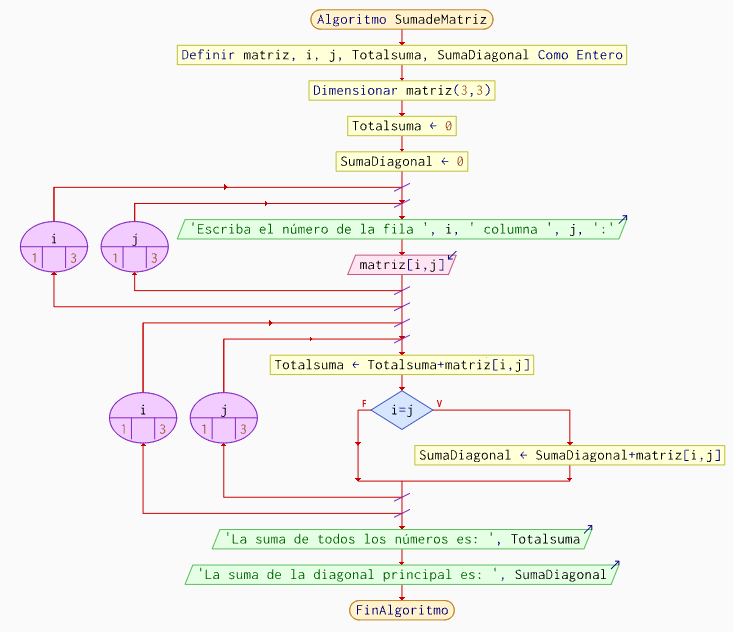 Algoritmo SumadeMatriz
Definir matriz, i, j, Totalsuma, SumaDiagonal Como Entero
Dimensionar matriz(3,3)
Totalsuma ← 0
SumaDiagonal ← 0
i
1 3
j
1 3
'Escriba el número de la fila ', i, ' columna ', j, ':'
matriz[i,j]
i
1 3
j
1 3
Totalsuma ← Totalsuma+matriz[i,j]
F
i=j
V
SumaDiagonal ← SumaDiagonal+matriz[i,j]
'La suma de todos los números es: ', Totalsuma
'La suma de la diagonal principal es: ', SumaDiagonal
FinAlgoritmo